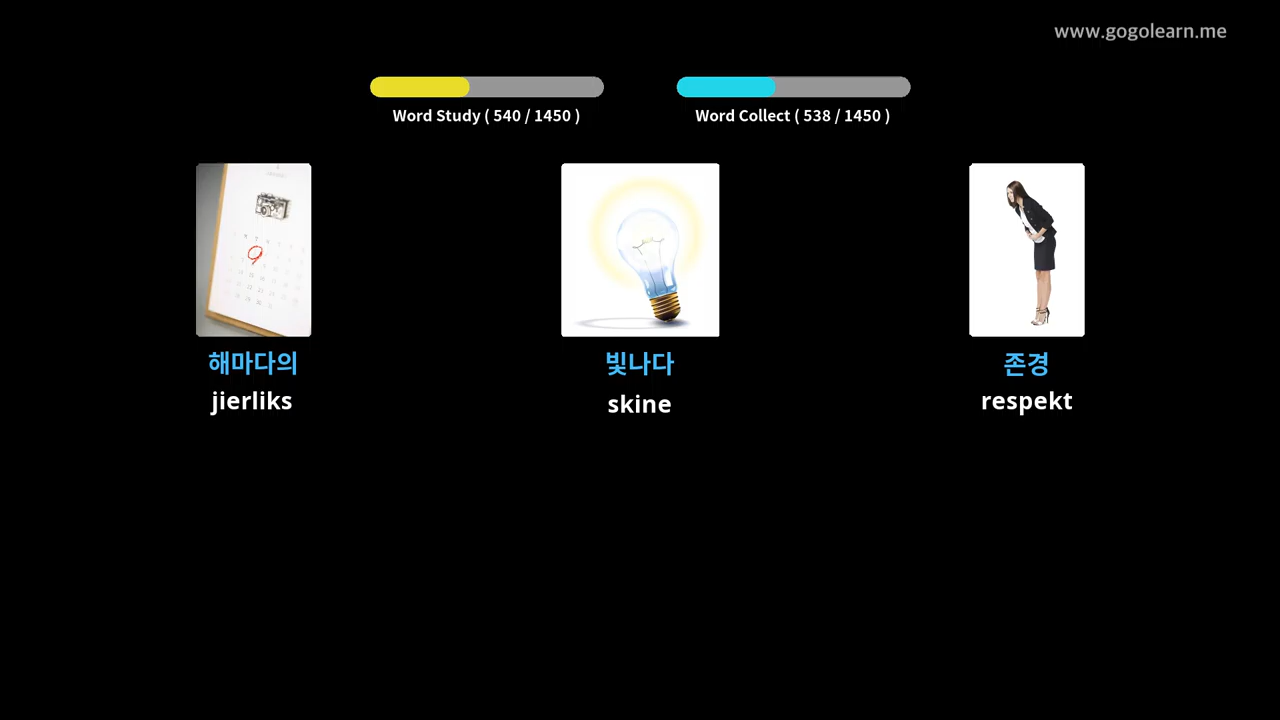 www.gogolearn.me
Word Study ( 540 / 1450 )
Word Collect ( 538 / 1450 )
해마다의
jierliks
빛나다
skine
존경
respekt